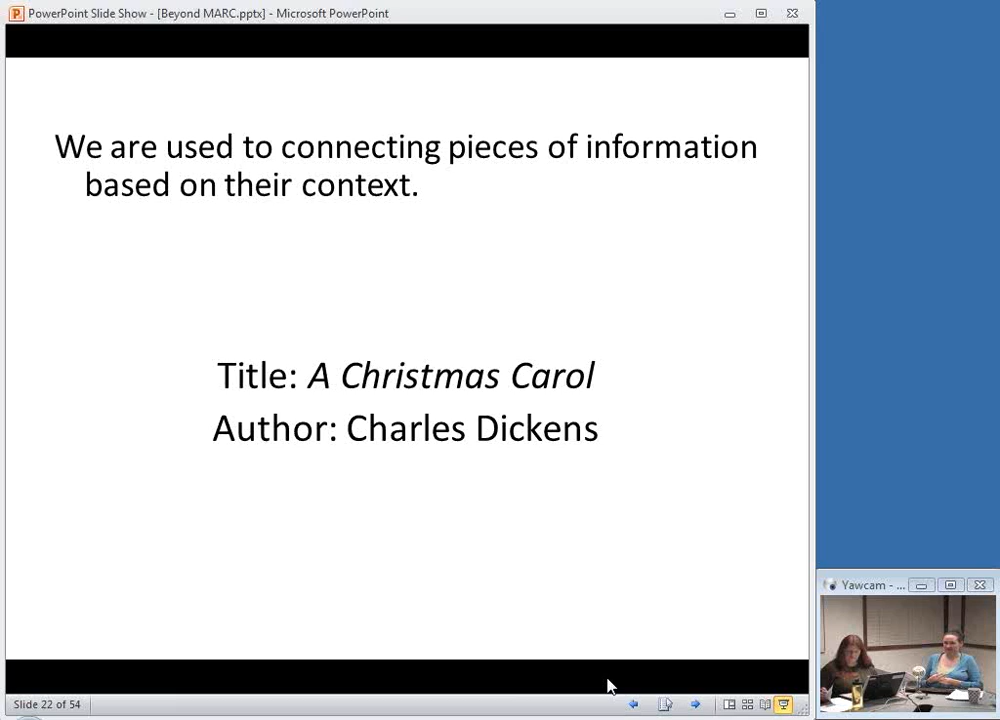 PowerPoint Slide Show - [Beyond MARC.pptx] - Microsoft PowerPoint
We are used to connecting pieces of information
based on their context.
Title: A Christmas Carol
Author: Charles Dickens
Yawcam - ...
Slide 22 of 54